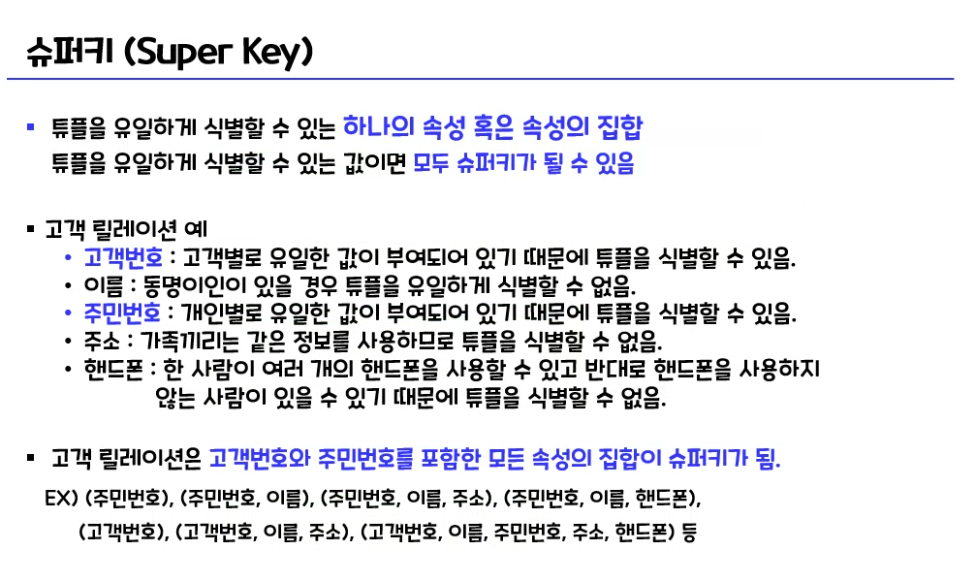 슈퍼키 (Super Key)
▪ 튜플을 유일하게 식별할 수 있는 하나의 속성 혹은 속성의 집합
튜플을 유일하게 식별할 수 있는 값이면 모두 슈퍼키가 될 수 있음
▪ 고객 릴레이션 예
• 고객번호 : 고객별로 유일한 값이 부여되어 있기 때문에 튜플을 식별할 수 있음.
• 이름 : 동명이인이 있을 경우 튜플을 유일하게 식별할 수 없음.
• 주민번호 : 개인별로 유일한 값이 부여되어 있기 때문에 튜플을 식별할 수 있음.
• 주소 : 가족끼리는 같은 정보를 사용하므로 튜플을 식별할 수 없음.
• 핸드폰 : 한 사람이 여러 개의 핸드폰을 사용할 수 있고 반대로 핸드폰을 사용하지
않는 사람이 있을 수 있기 때문에 튜플을 식별할 수 없음.
▪ 고객 릴레이션은 고객번호와 주민번호를 포함한 모든 속성의 집합이 슈퍼키가 됨.
EX) (주민번호), (주민번호, 이름), (주민번호, 이름, 주소), (주민번호, 이름, 핸드폰),
(고객번호), (고객번호, 이름, 주소), (고객번호, 이름, 주민번호, 주소, 핸드폰) 등